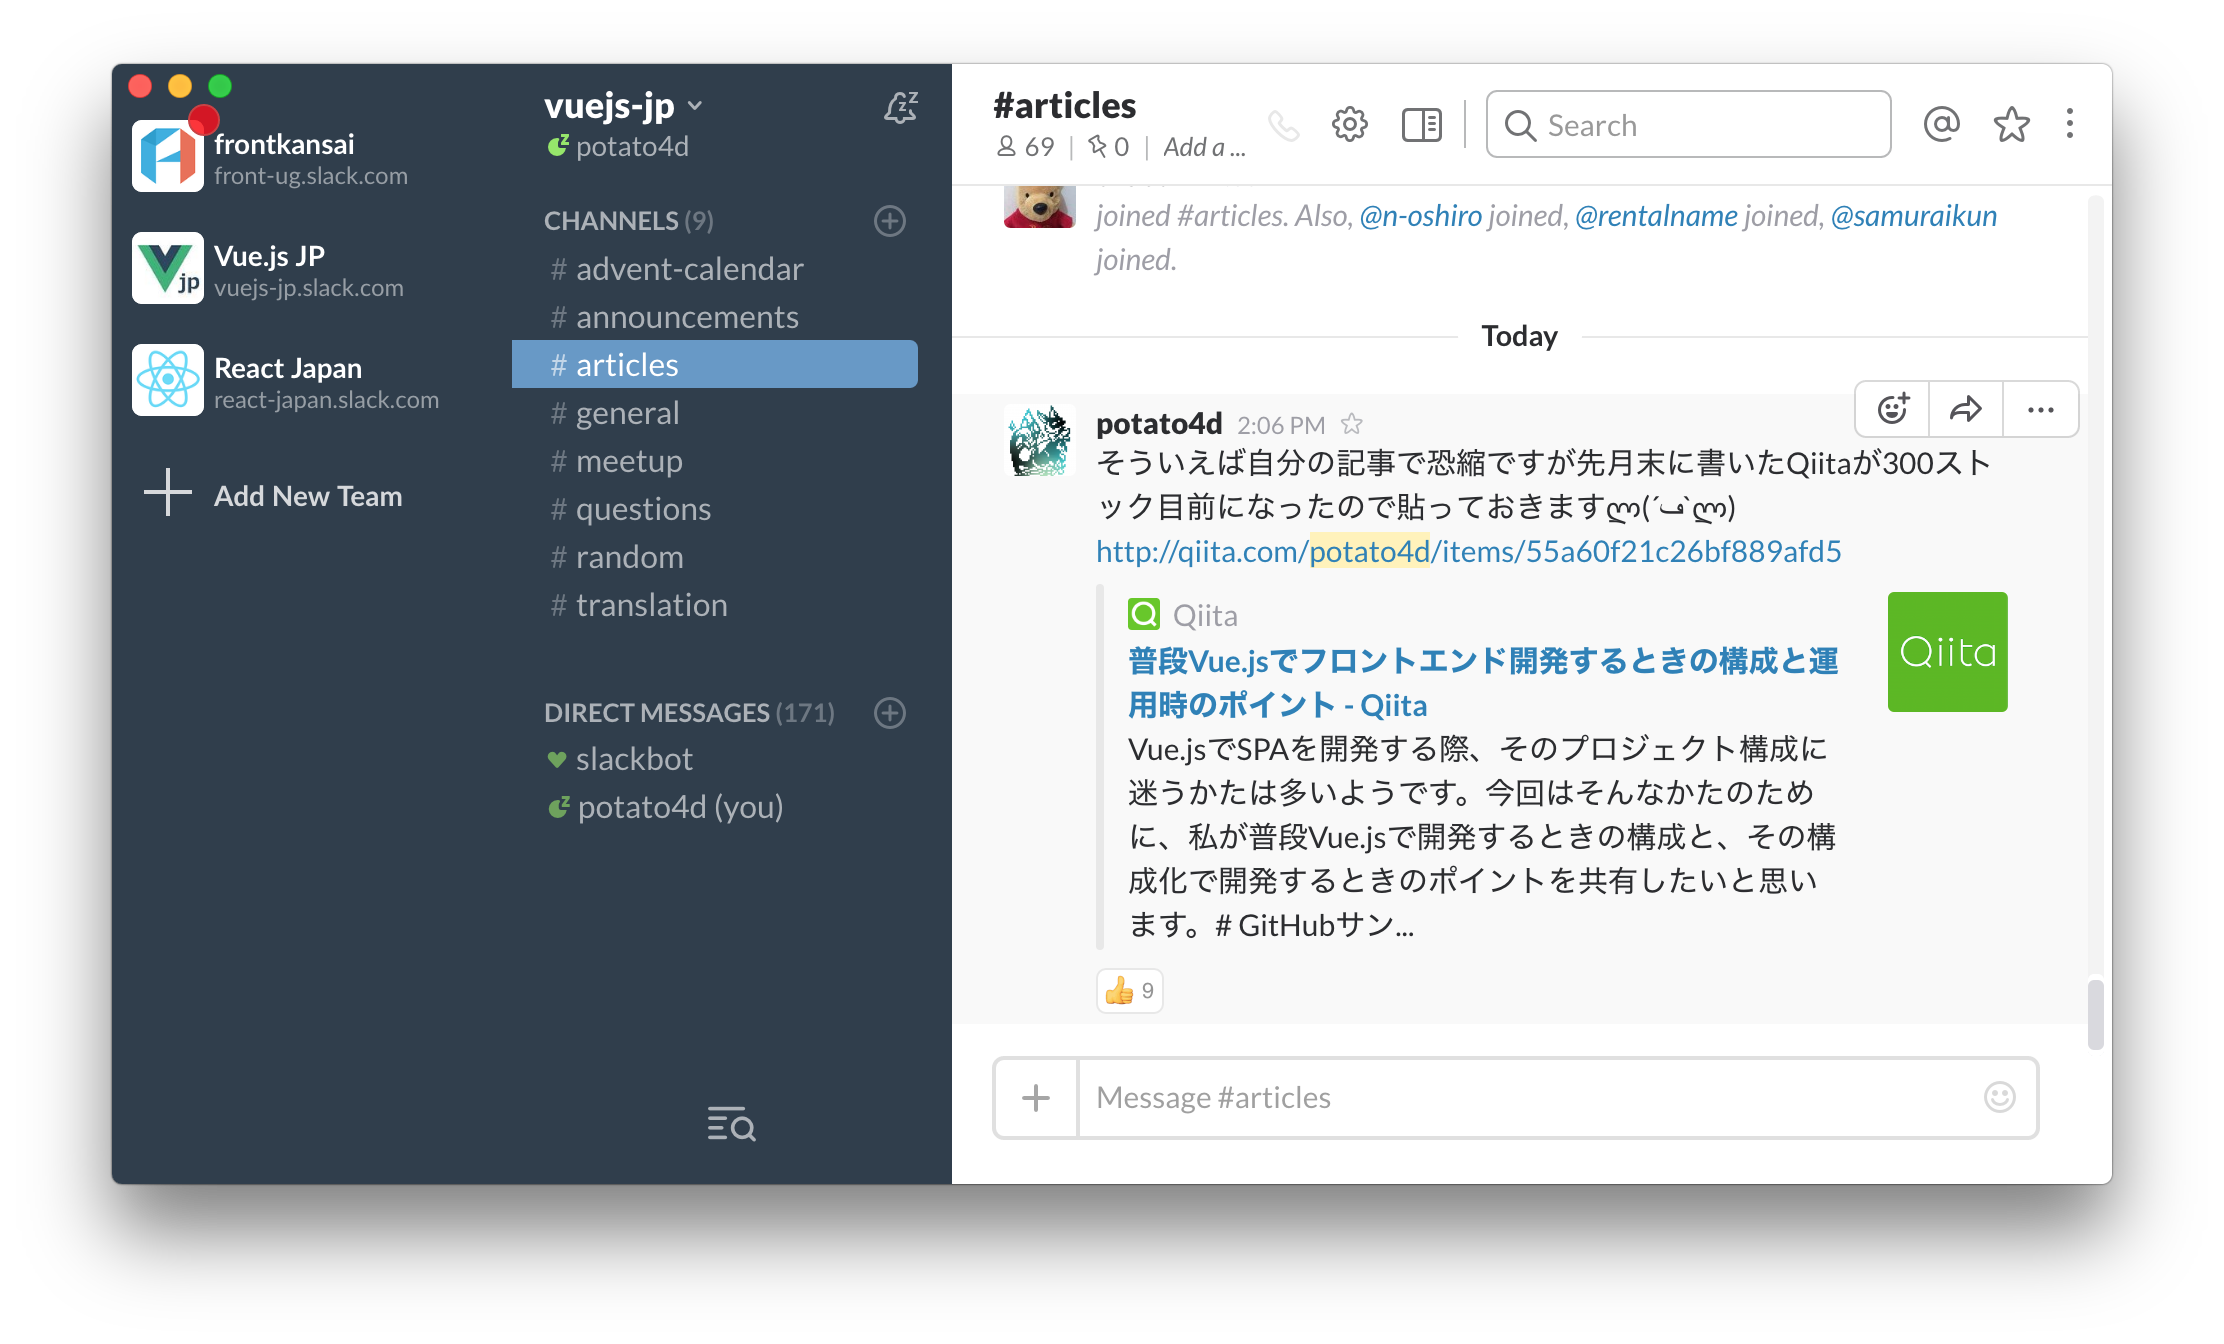 frontkansai
front-ug.slack.com
Vue.js JP
jp
vuejs-jp.slack.com
React Japan
react-japan.slack.com
Add New Team
vuejs-jp
potato4d
CHANNELS (9)
# advent-calendar
# announcements
# articles
# general
# meetup
# questions
# random
# translation
DIRECT MESSAGES (171)
slackbot
potato4d (you)
#articles
69 | 0 | Add a ...
Search
joined #articles. Also, @n-oshiro joined, @rentalname joined, @samuraikun
joined.
Today
potato4d 2:06 PM
そういえば自分の記事で恐縮ですが先月末に書いたQiitaが300スト
ック目前になったので貼っておきますლ(´ڡ`ლ)
http://qiita.com/potato4d/items/55a60f21c26bf889afd5
Qiita
普段Vue.jsでフロントエンド開発するときの構成と運
用時のポイント - Qiita
Qiita
Vue.jsでSPAを開発する際、そのプロジェクト構成に
迷うかたは多いようです。今回はそんなかたのため
に、私が普段Vue.jsで開発するときの構成と、その構
成化で開発するときのポイントを共有したいと思い
ます。# GitHubサン...
👍 9
Message #articles